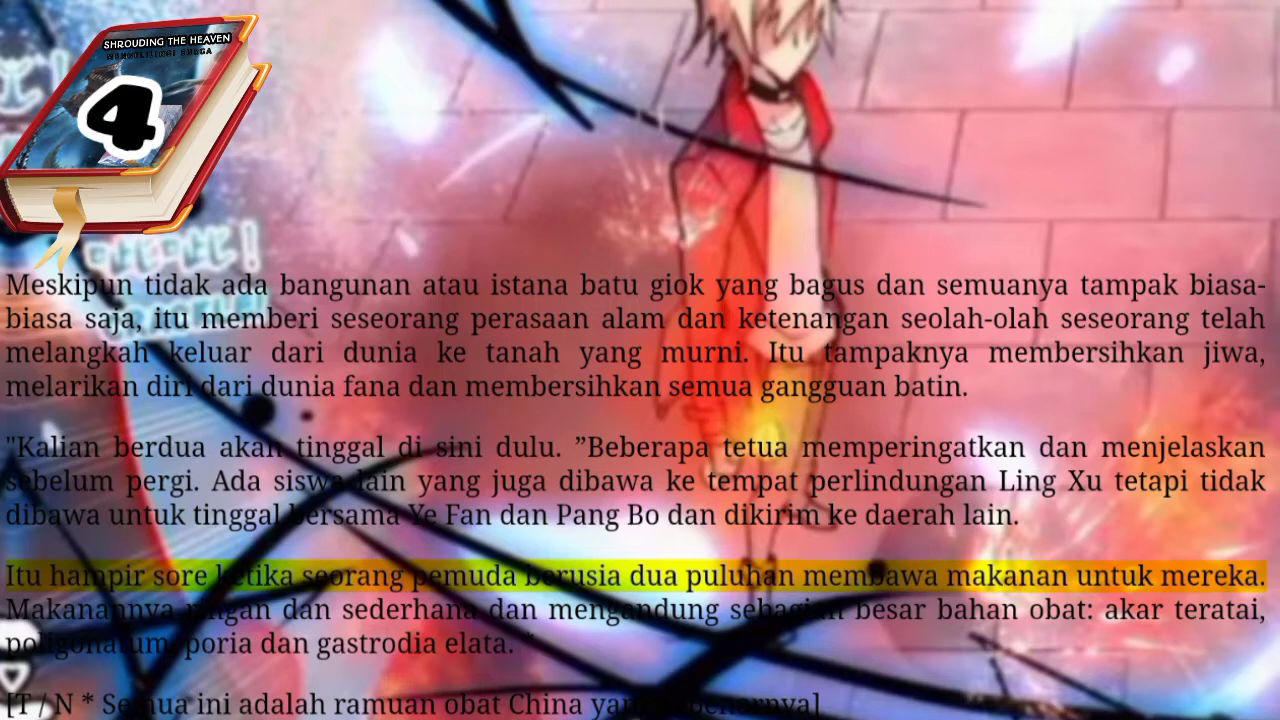 SHROUDING THE HEAVEN
4
Meskipun tidak ada bangunan atau istana batu giok yang bagus dan semuanya tampak biasa-
biasa saja, itu memberi seseorang perasaan alam dan ketenangan seolah-olah seseorang telah
melangkah keluar dari dunia ke tanah yang murni. Itu tampaknya membersihkan jiwa,
melarikan diri dari dunia fana dan membersihkan semua gangguan batin.
"Kalian berdua akan tinggal di sini dulu. ”Beberapa tetua memperingatkan dan menjelaskan
sebelum pergi. Ada siswa lain yang juga dibawa ke tempat perlindungan Ling Xu tetapi tidak
dibawa untuk tinggal bersama Ye Fan dan Pang Bo dan dikirim ke daerah lain.
Itu hampir sore ketika seorang pemuda berusia dua puluhan membawa makanan untuk mereka.
Makanannya ringan dan sederhana dan mengandung sebagian besar bahan obat: akar teratai,
poligonatum, poria dan gastrodia elata. *
[T / N * Semua ini adalah ramuan obat China yang sebenarnya]